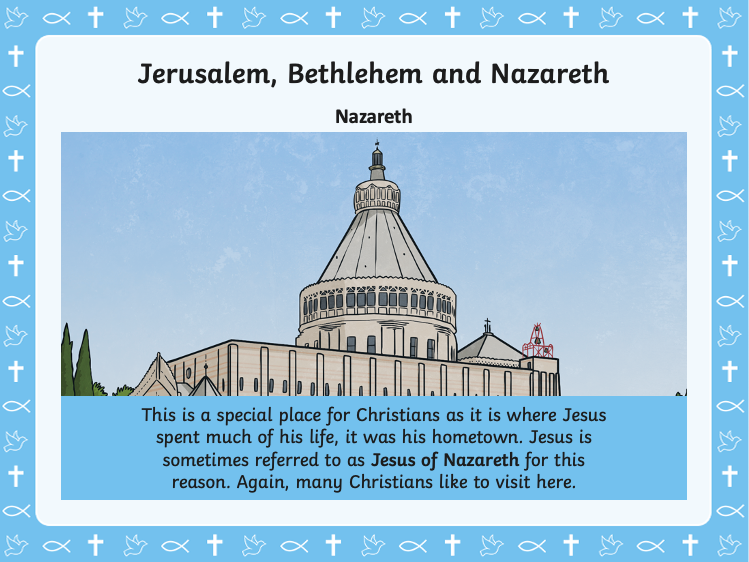 Jerusalem, Bethlehem and Nazareth
Nazareth
This is a special place for Christians as it is where Jesus
spent much of his life, it was his hometown. Jesus is
sometimes referred to as Jesus of Nazareth for this
reason. Again, many Christians like to visit here.